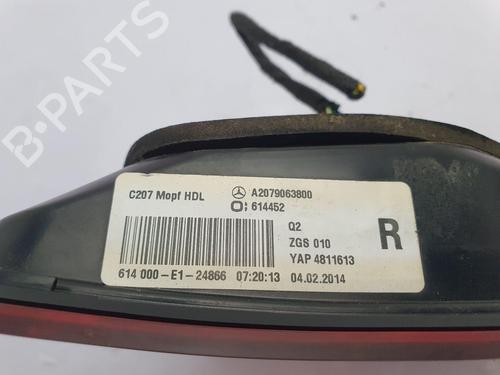 B-PARTS
C207 Mopf HDL
A2079063800
614452
Q2
ZGS 010
R
YAP 4811613
614 000-E1-24866 07:20:13 04.02.2014